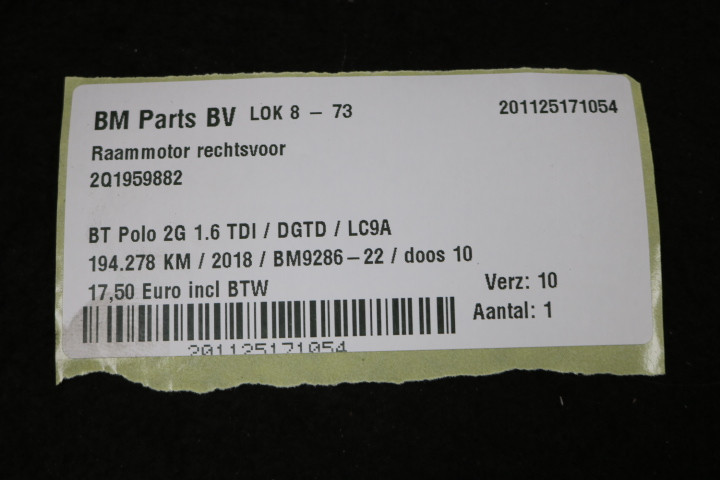 BM Parts BV LOK 8 - 73 201125171054
Raammotor rechtsvoor
2Q1959882
BT Polo 2G 1.6 TDI / DGTD / LC9A
194.278 KM / 2018 / BM9286-22 / doos 10
17,50 Euro incl BTW Verz: 10
Aantal: 1
201125171054